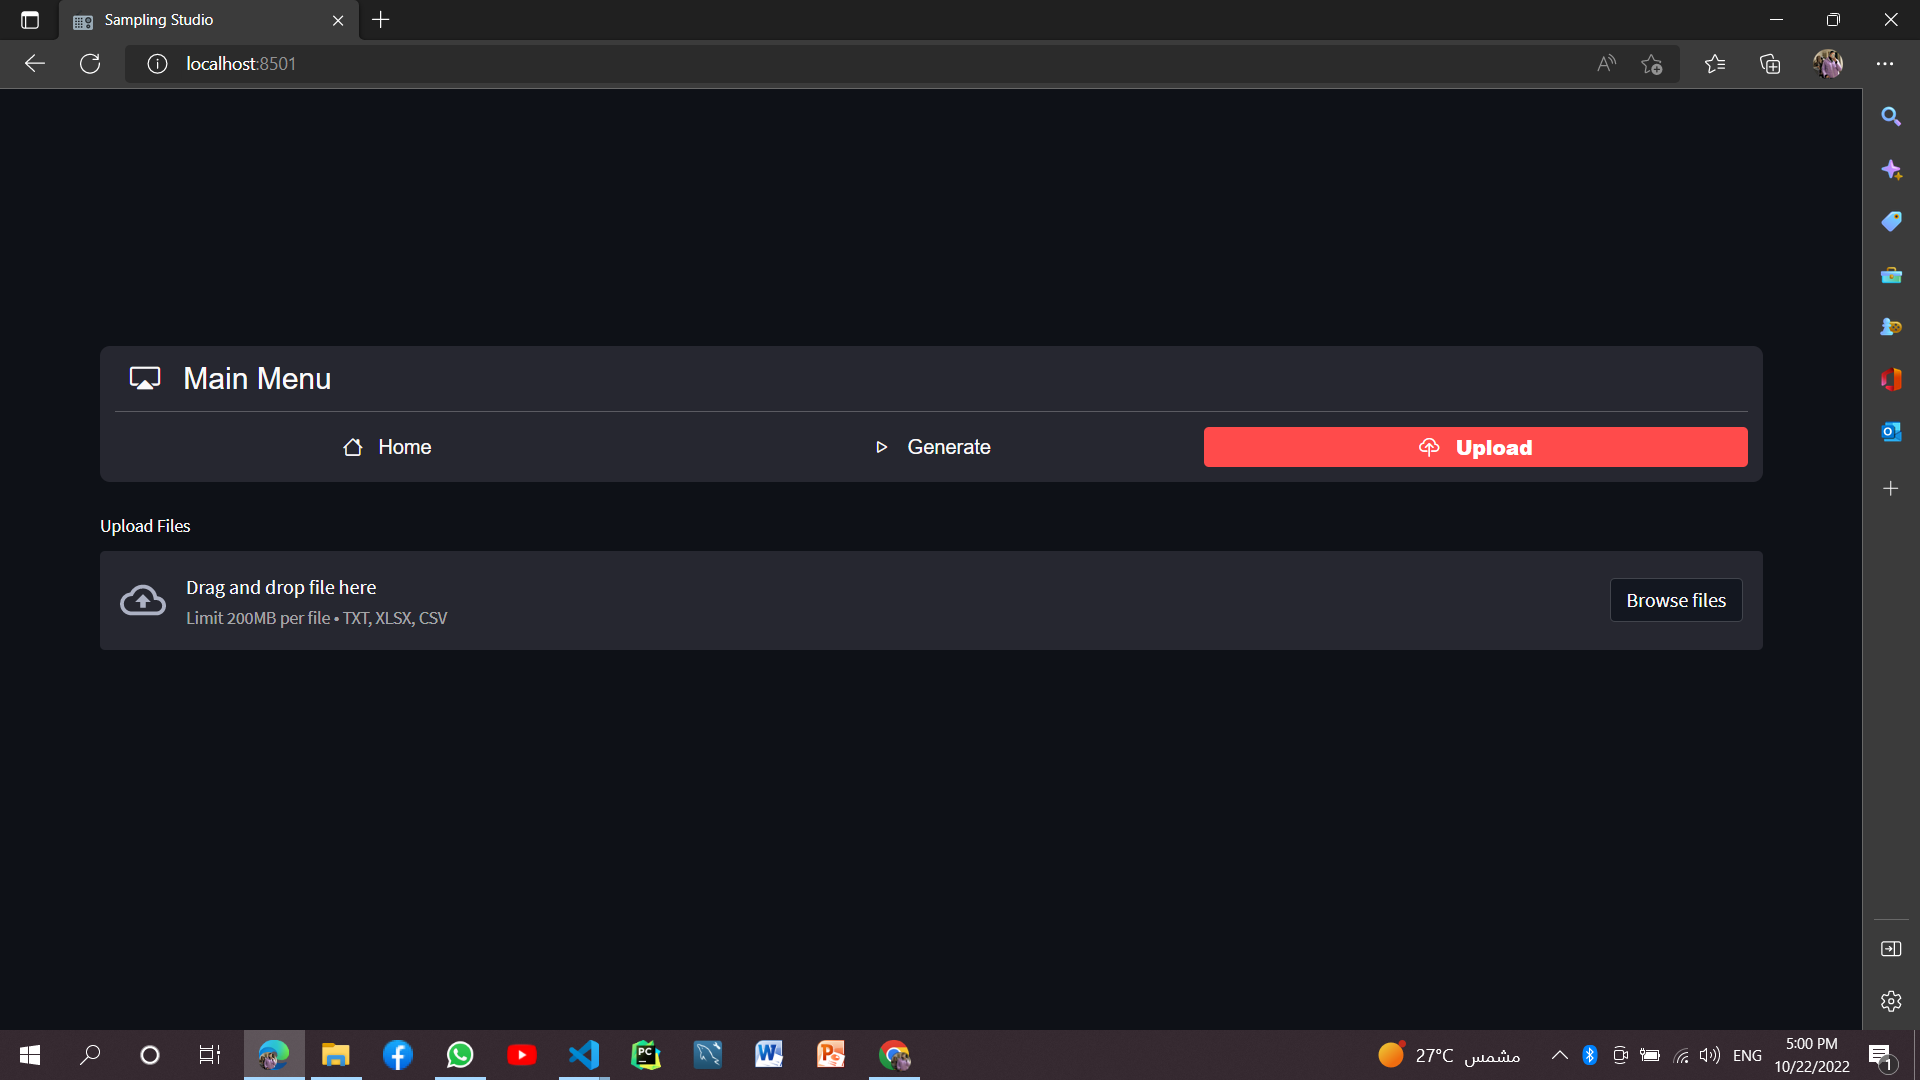 Sampling Studio
localhost:8501
Main Menu
Home
Generate
Upload
Upload Files
Drag and drop file here
Limit 200MB per file • TXT, XLSX, CSV
Browse files
27°C مشمس
ENG
5:00 PM
10/22/2022
1